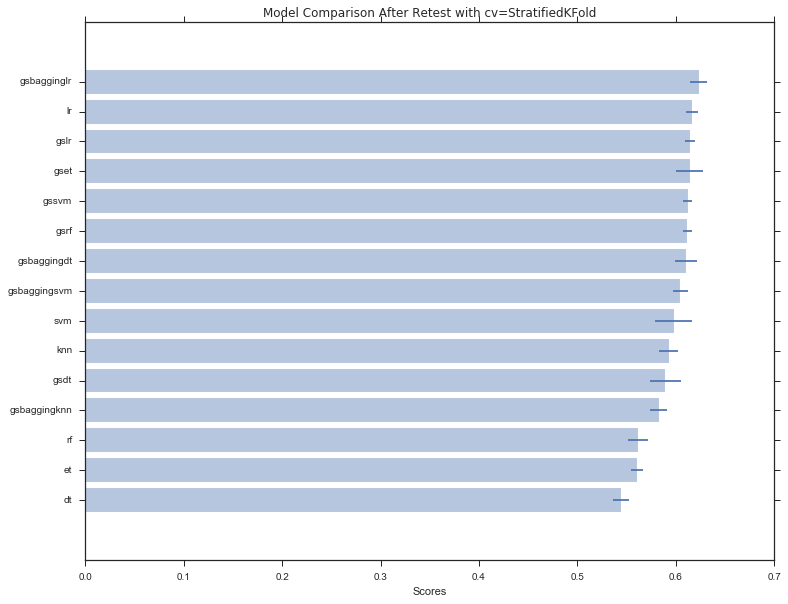 Model Comparison After Retest with cv=StratifiedKFold
gsbagginglr
lr
gslr
gset
gssvm
gsrf
gsbaggingdt
gsbaggingsvm
svm
knn
gsdt
gsbaggingknn
rf
et
dt
0.0 0.1 0.2 0.3 0.4 0.5 0.6 0.7
Scores